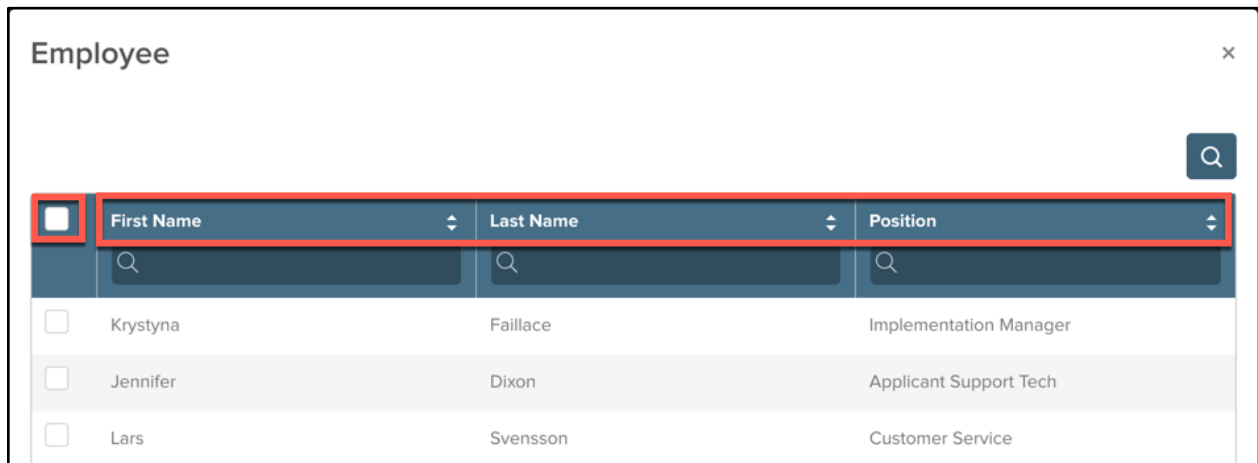 Employee
First Name Last Name Position
Krystyna Faillace Implementation Manager
Jennifer Dixon Applicant Support Tech
Lars Svensson Customer Service